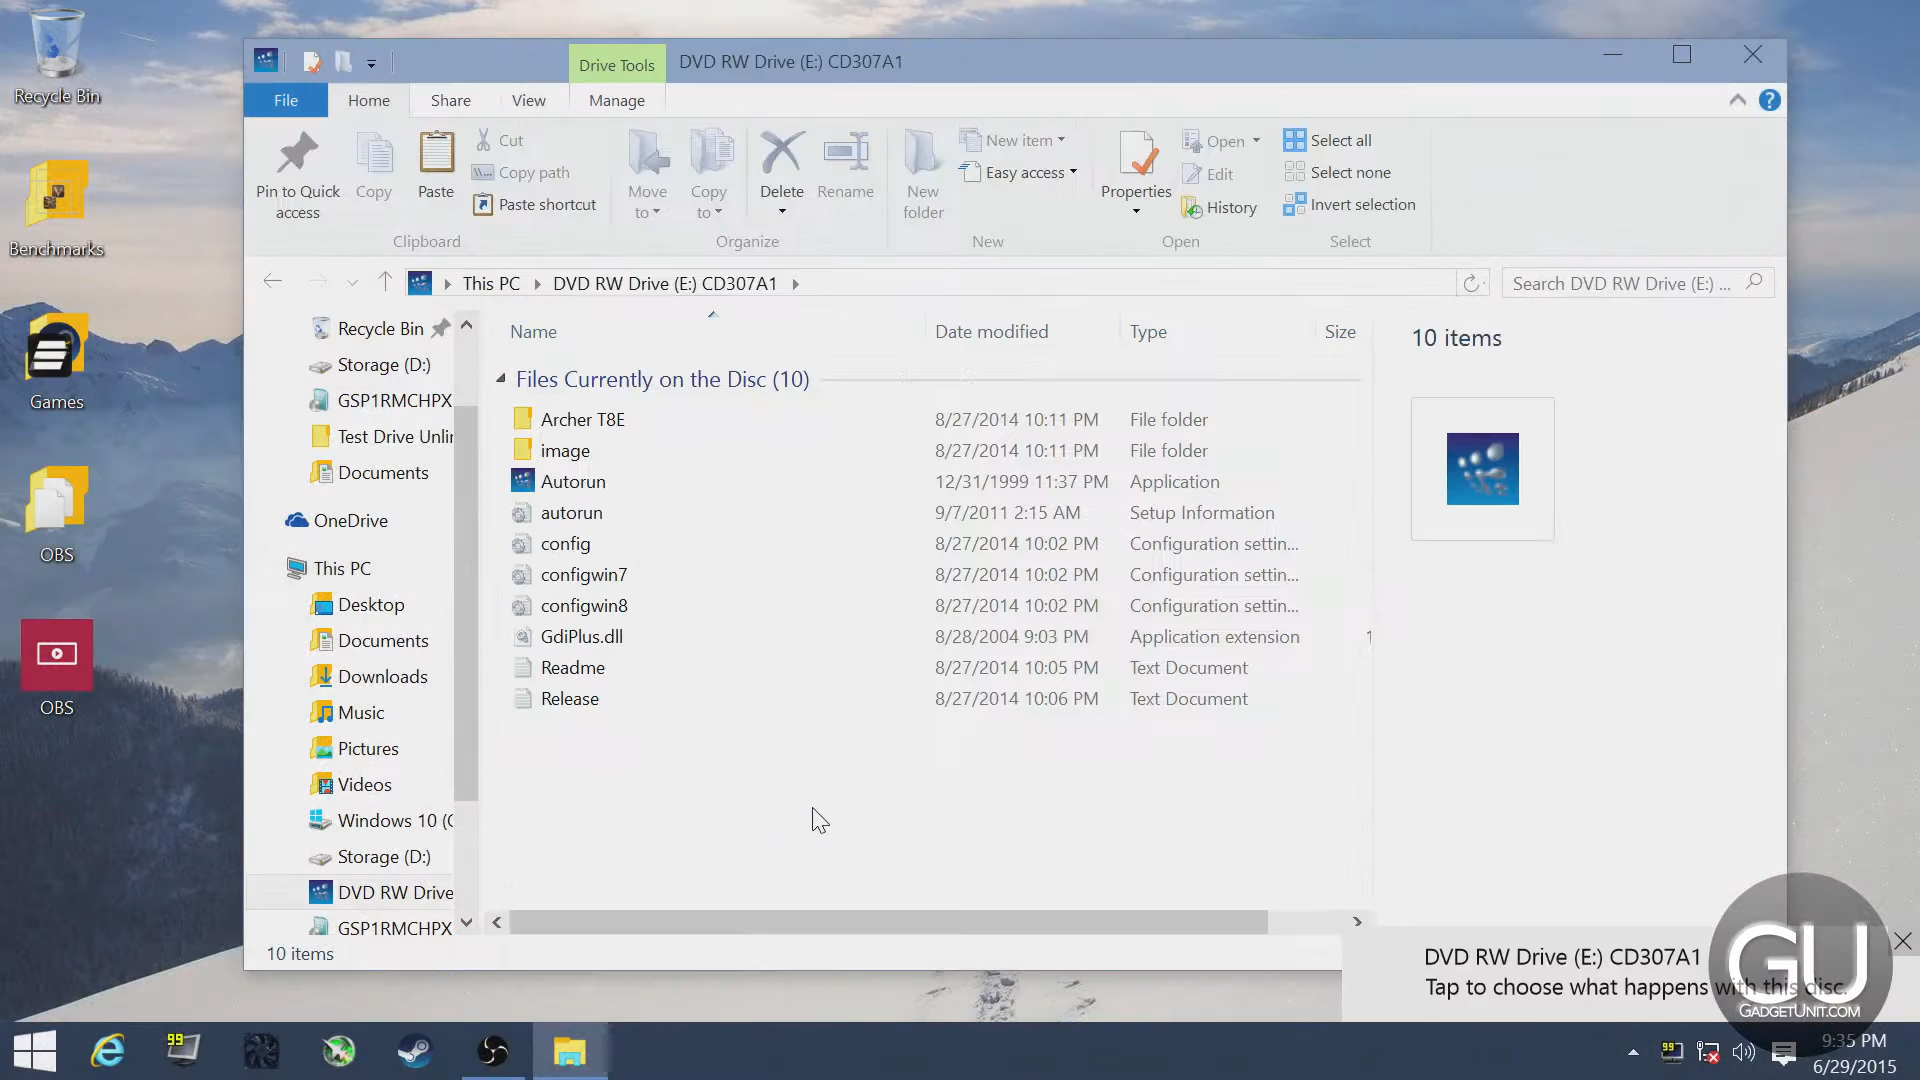 Recycle Bin
Benchmarks
Games
OBS
OBS
Drive Tools
DVD RW Drive (E:) CD307A1
File
Home
Share
View
Manage
Pin to Quick
access
Copy
Paste
Cut
Copy path
Paste shortcut
Clipboard
Move
to
Copy
to
Delete
Rename
Organize
New
folder
New item
Easy access
New
Properties
Open
Edit
History
Open
Select all
Select none
Invert selection
Select
This PC
DVD RW Drive (E:) CD307A1
Search DVD RW Drive (E:) ...
Recycle Bin
Storage (D:)
GSP1RMCHPX
Test Drive Unli
Documents
OneDrive
This PC
Desktop
Documents
Downloads
Music
Pictures
Videos
Windows 10 (C
Storage (D:)
DVD RW Drive
GSP1RMCHPX
Name Date modified Type Size
Files Currently on the Disc (10)
Archer T8E 8/27/2014 10:11 PM File folder
image 8/27/2014 10:11 PM File folder
Autorun 12/31/1999 11:37 PM Application
autorun 9/7/2011 2:15 AM Setup Information
config 8/27/2014 10:02 PM Configuration settin...
configwin7 8/27/2014 10:02 PM Configuration settin...
configwin8 8/27/2014 10:02 PM Configuration settin...
GdiPlus.dll 8/28/2004 9:03 PM Application extension 1
Readme 8/27/2014 10:05 PM Text Document
Release 8/27/2014 10:06 PM Text Document
10 items
10 items
DVD RW Drive (E:) CD307A1
Tap to choose what happens with this disc.
GU
GADGETUNIT.COM
99
99
9:35 PM
6/29/2015